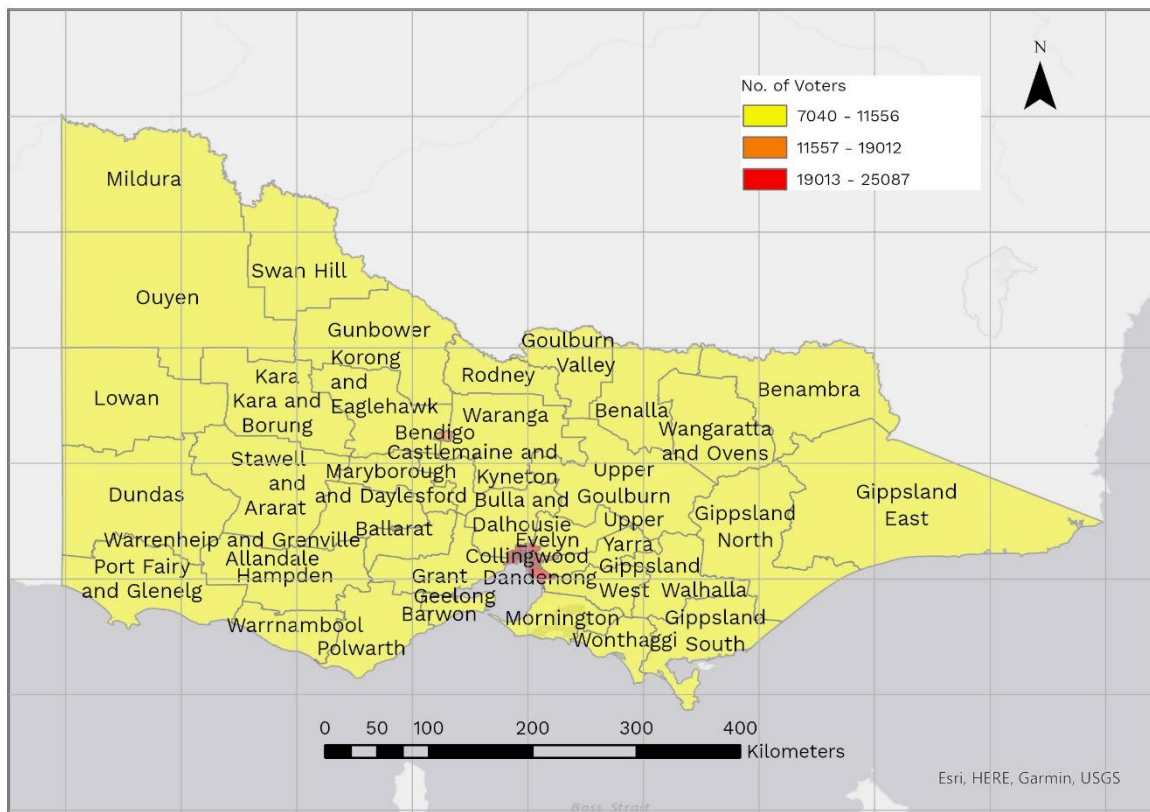 N
No. of Voters
7040 - 11556
11557 - 19012
19013 - 25087
Mildura
Swan Hill
Ouyen
Gunbower
Goulburn
Valley
Korong
and
Eaglehawk
Rodney
Kara
Kara and
Borung
Lowan
Benambra
Waranga
Benalla
Wangaratta
and Ovens
Bendigo
Castlemaine and
Kyneton
Stawell
and
Ararat
Maryborough
and Daylesford
Upper
Goulburn
Dundas
Bulla and
Dalhousie
Gippsland
East
Gippsland
North
Upper
Yarra
Ballarat
Evelyn
Warrenheip and Grenville
Collingwood
Allandale
Hampden
Port Fairy
and Glenelg
Grant
Dandenong
Gippsland
West
Walhalla
Geelong
Barwon
Mornington
Gippsland
South
Warrnambool
Wonthaggi
Polwarth
0 50 100 200 300 400
Kilometers
Esri, HERE, Garmin, USGS
Bass Strait